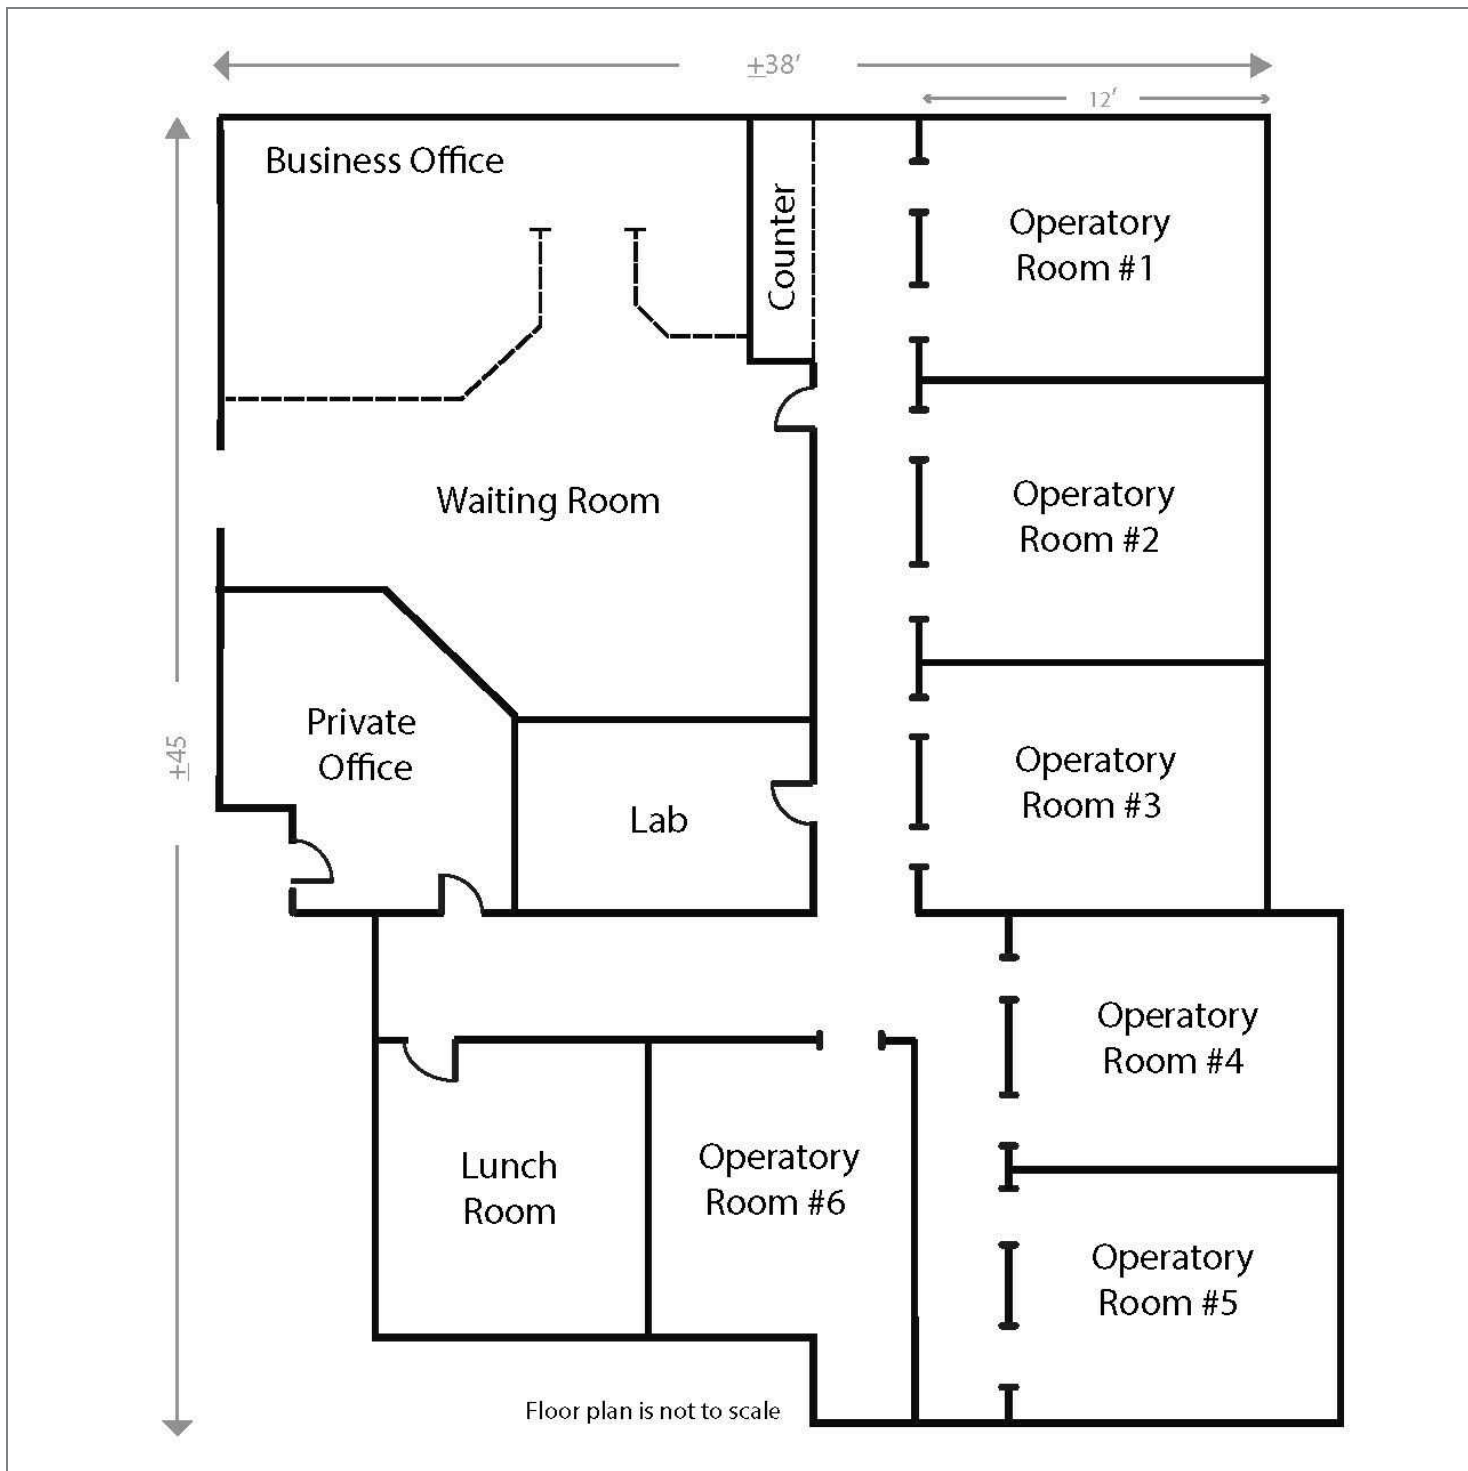 ±38’
12’
Business Office
Counter
Operatory
Room #1
Waiting Room
Operatory
Room #2
Private
Office
±45
Operatory
Room #3
Lab
Operatory
Room #4
Lunch
Room
Operatory
Room #6
Operatory
Room #5
Floor plan is not to scale